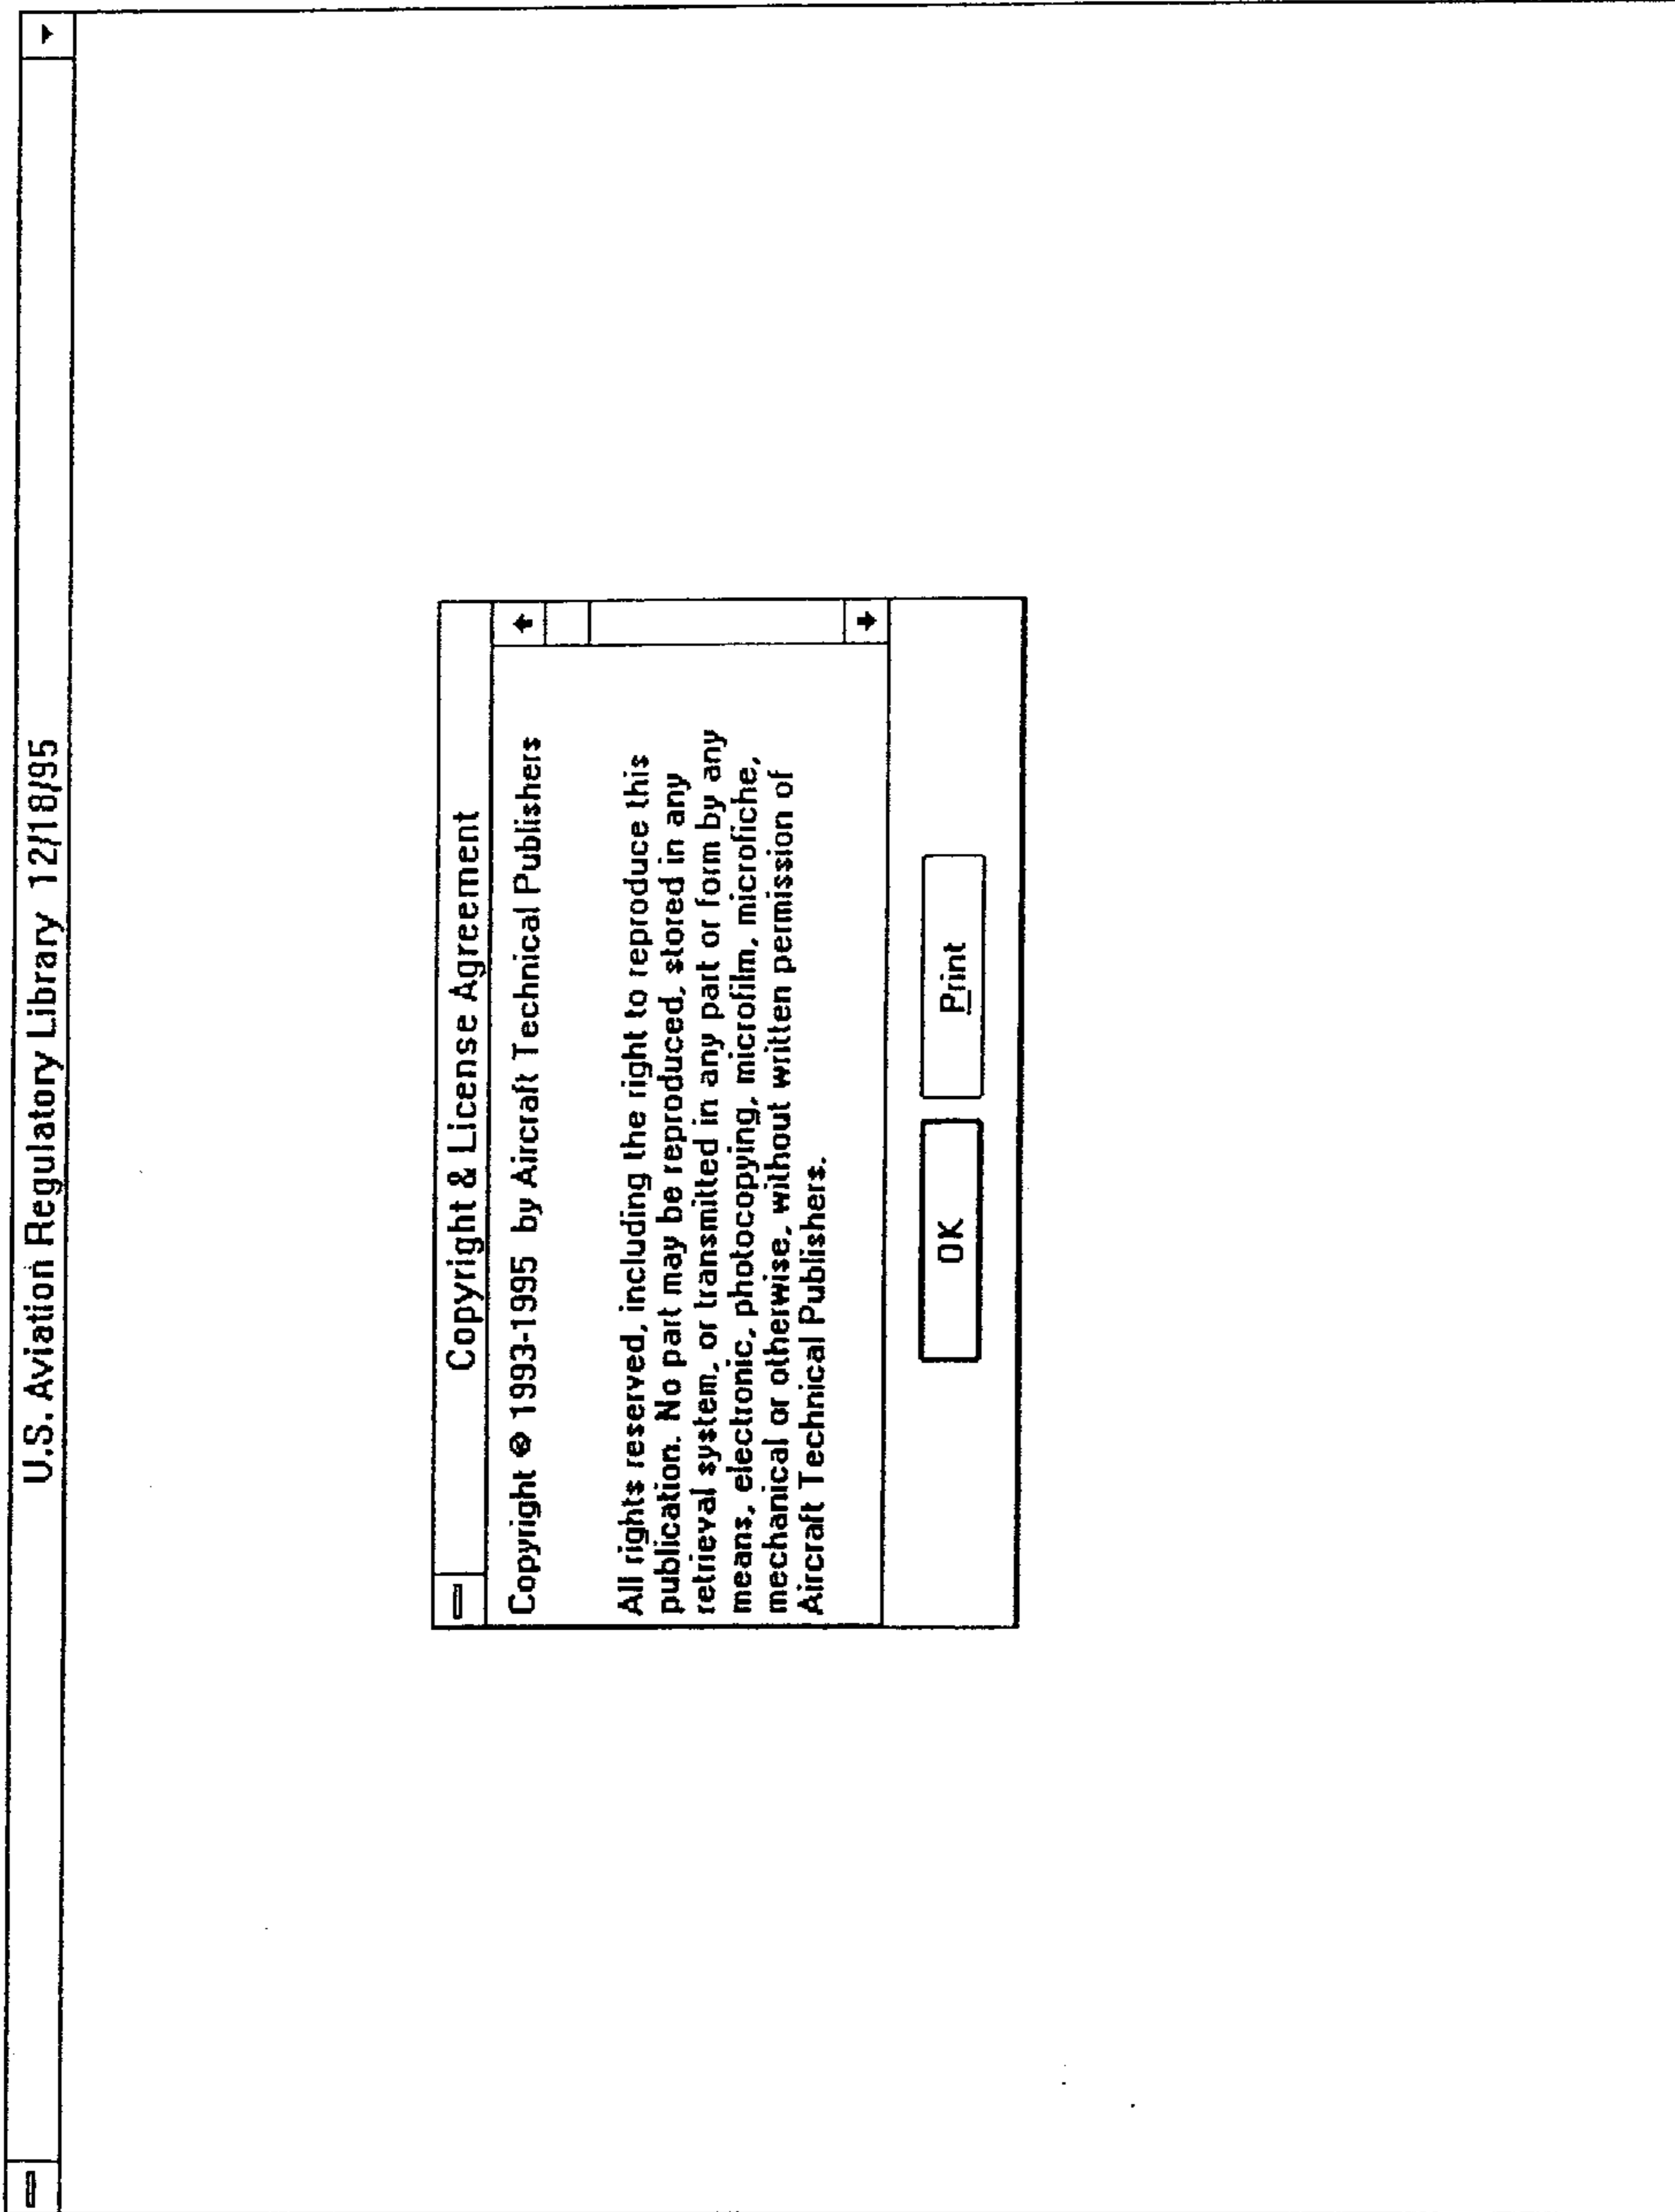 U.S. Aviation Regulatory Library 12/18/95
Copyright & License Agreement
Copyright © 1993-1995 by Aircraft Technical Publishers
All rights reserved, including the right to reproduce this
publication. No part may be reproduced, stored in any
retrieval system, or transmitted in any part or form by any
means, electronic, photocopying, microfilm, microfiche,
mechanical or otherwise, without written permission of
Aircraft Technical Publishers.
OK
Print